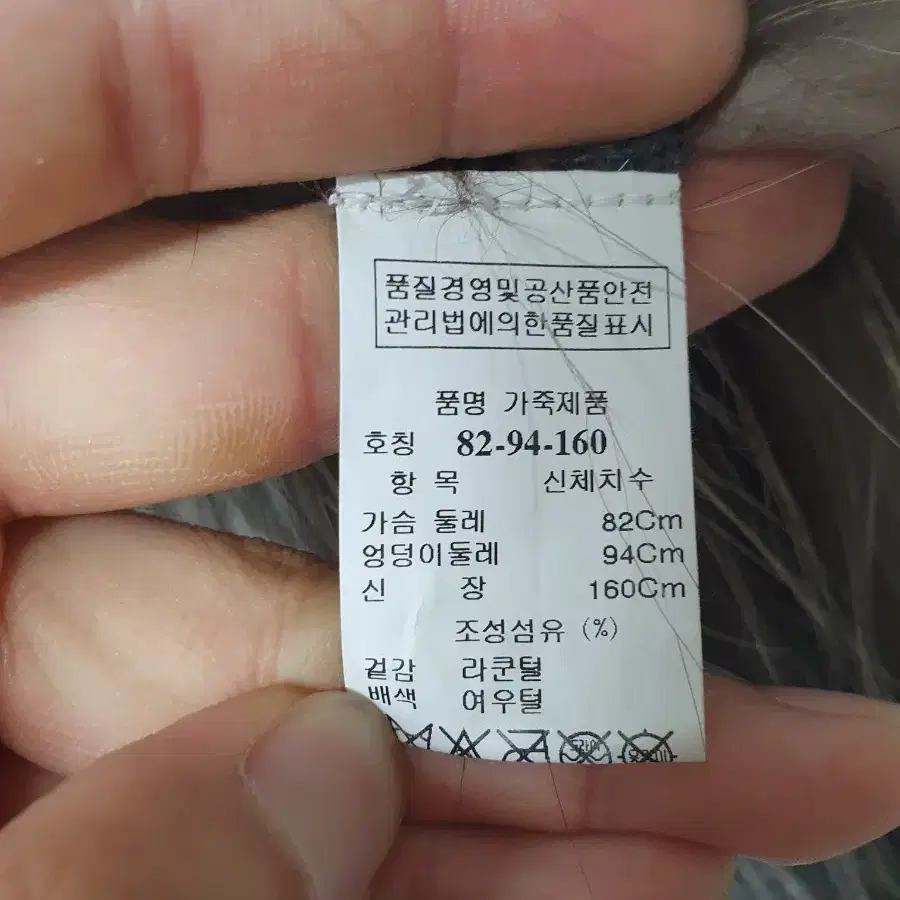 품질경영및공산품안전
관리법에의한품질표시
품명 가죽제품
호칭 82-94-160
항 목 신체치수
가슴 둘레 82Cm
엉덩이둘레 94Cm
신 장 160Cm
조성섬유 (%)
겉감 라쿤털
배색 여우털